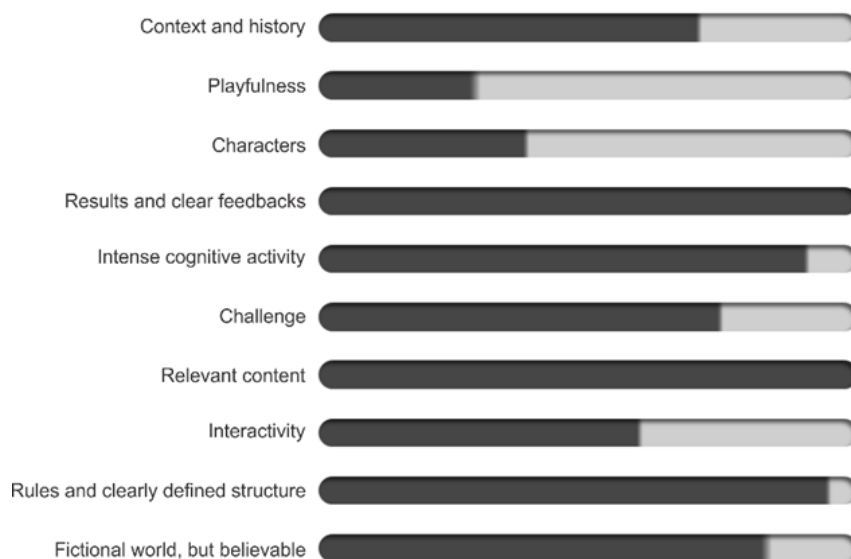 Context and history
Playfulness
Characters
Results and clear feedbacks
Intense cognitive activity
Challenge
Relevant content
Interactivity
Rules and clearly defined structure
Fictional world, but believable